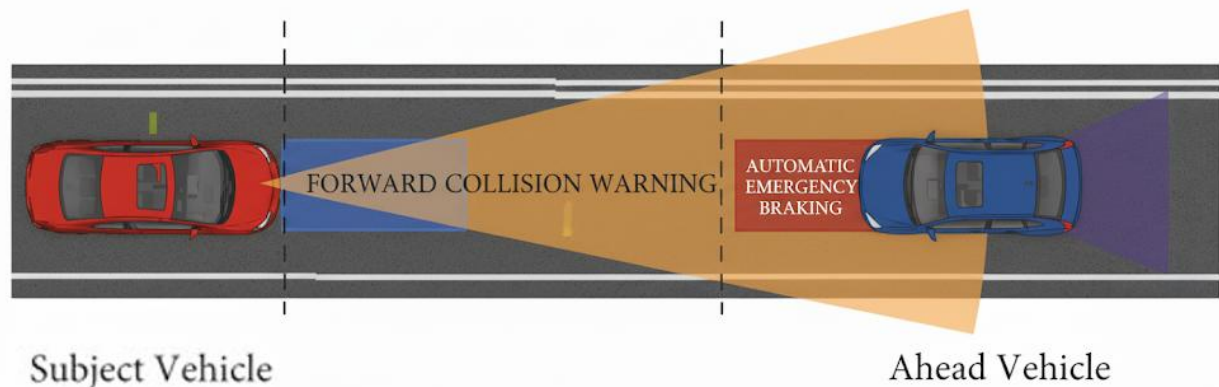 FORWARD COLLISION WARNING
AUTOMATIC
EMERGENCY
BRAKING
Subject Vehicle
Ahead Vehicle